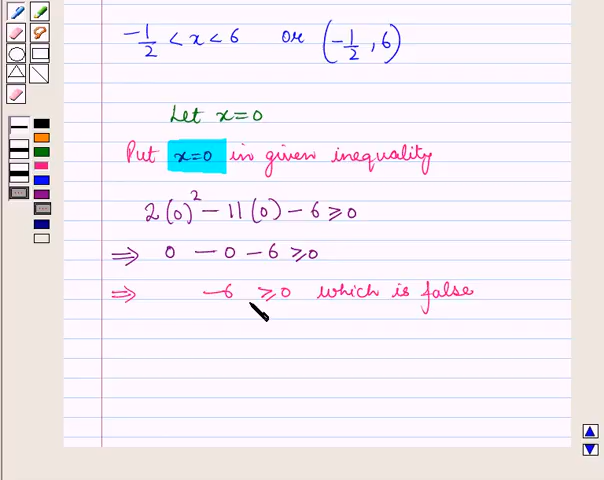 -1/2 < x < 6 or (-1/2, 6)
Let x=0
Put x=0 in given inequality
2(0)² - 11(0) - 6 ⩾ 0
⇒ 0 - 0 - 6 ⩾ 0
⇒ -6 ⩾ 0 which is false